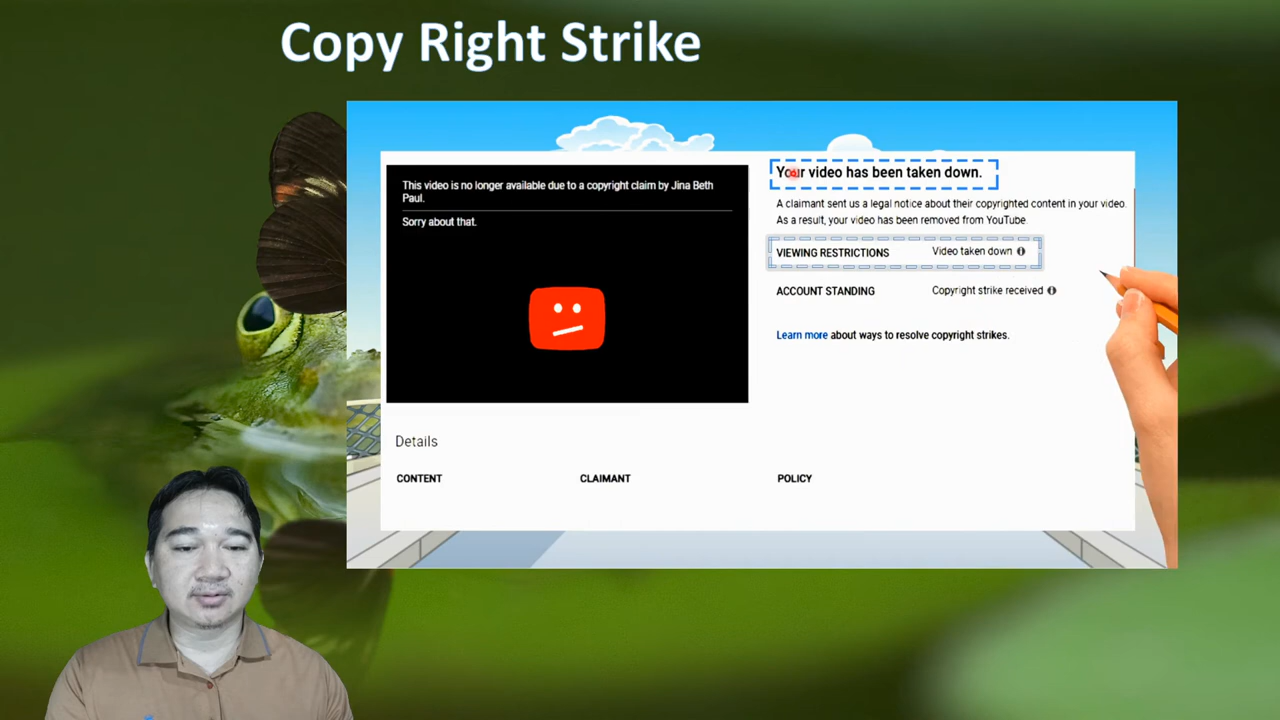 Copy Right Strike
This video is no longer available due to a copyright claim by Jina Beth
Paul.
Sorry about that.
Your video has been taken down.
A claimant sent us a legal notice about their copyrighted content in your video.
As a result, your video has been removed from YouTube.
VIEWING RESTRICTIONS Video taken down
ACCOUNT STANDING Copyright strike received
Learn more about ways to resolve copyright strikes.
Details
CONTENT CLAIMANT POLICY